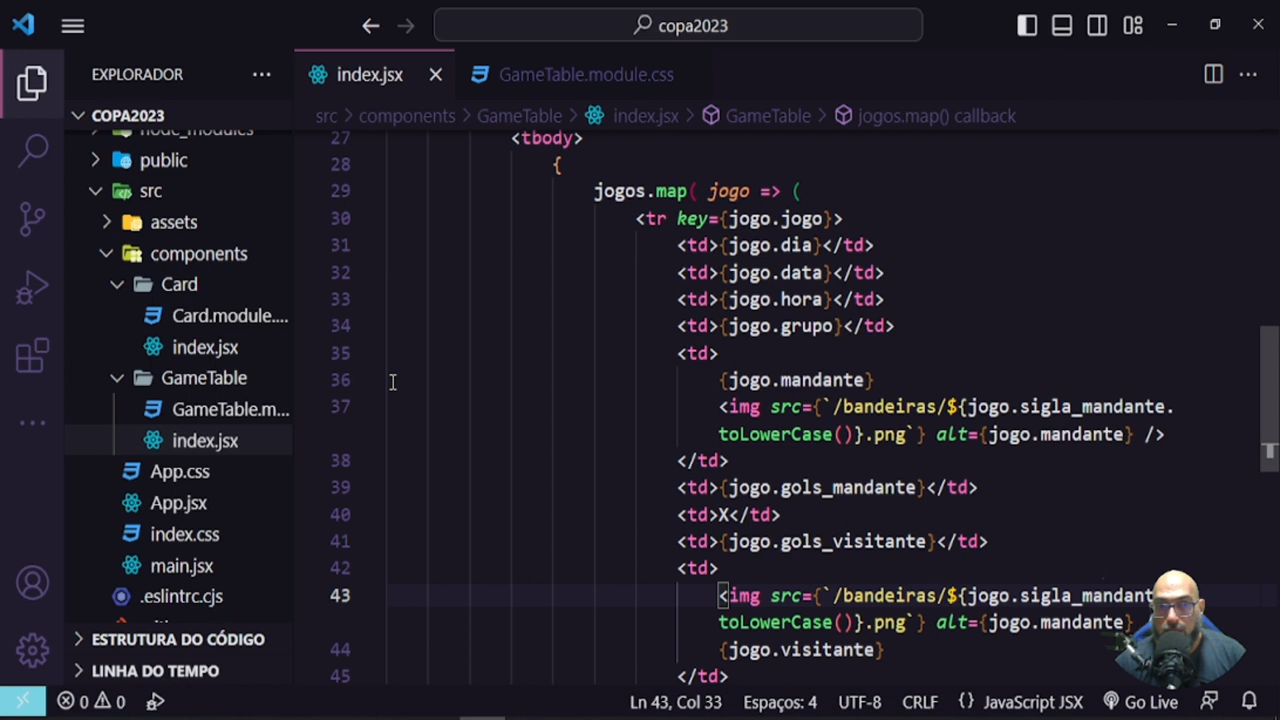 copa2023
EXPLORADOR
index.jsx
GameTable.module.css
COPA2023
src > components > GameTable > index.jsx > GameTable > jogos.map() callback
node_modules
public
src
assets
components
Card
Card.module....
index.jsx
GameTable
GameTable.m...
index.jsx
App.css
App.jsx
index.css
main.jsx
.eslintrc.cjs
ESTRUTURA DO CÓDIGO
LINHA DO TEMPO
27 <tbody>
28 {
29 jogos.map( jogo => (
30 <tr key={jogo.jogo}>
31 <td>{jogo.dia}</td>
32 <td>{jogo.data}</td>
33 <td>{jogo.hora}</td>
34 <td>{jogo.grupo}</td>
35 <td>
36 {jogo.mandante}
37 <img src={`/bandeiras/${jogo.sigla_mandante.
toLowerCase()}.png`} alt={jogo.mandante} />
38 </td>
39 <td>{jogo.gols_mandante}</td>
40 <td>X</td>
41 <td>{jogo.gols_visitante}</td>
42 <td>
43 <img src={`/bandeiras/${jogo.sigla_mandant
toLowerCase()}.png`} alt={jogo.mandante}
44 {jogo.visitante}
45 </td>
0 0
Ln 43, Col 33
Espaços: 4
UTF-8
CRLF
{} JavaScript JSX
Go Live